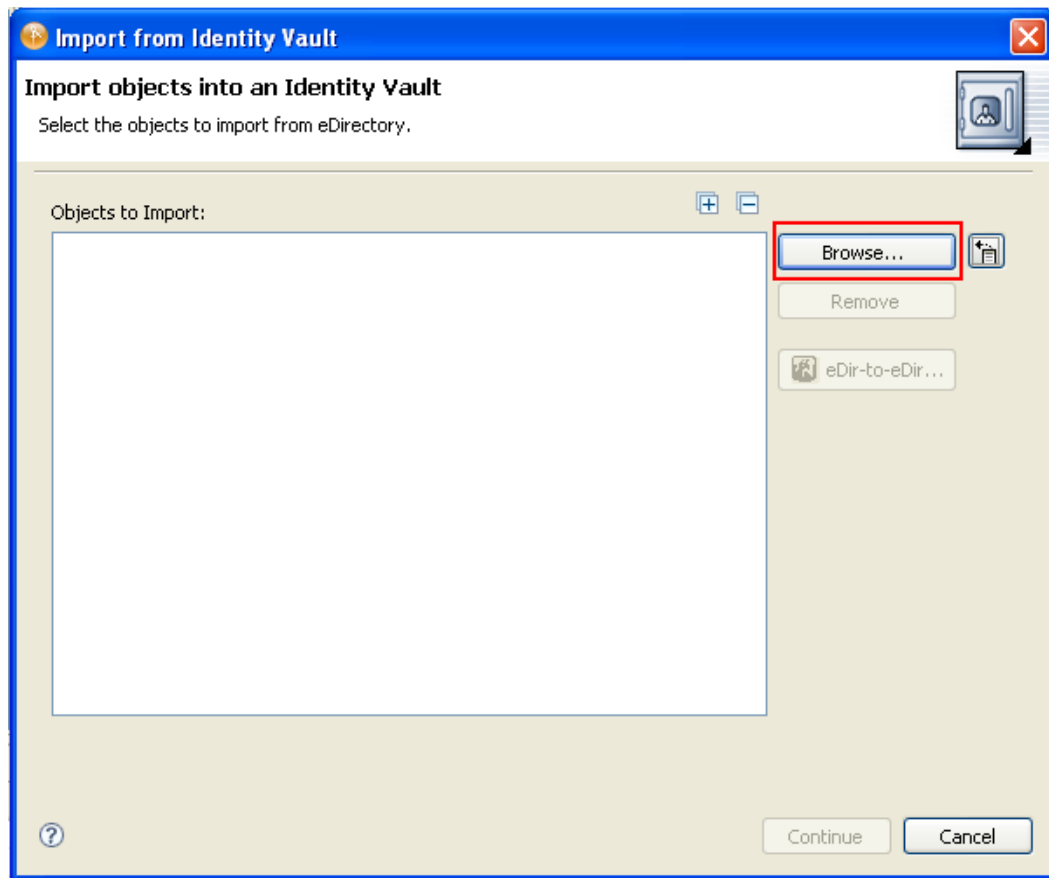 Import from Identity Vault
Import objects into an Identity Vault
Select the objects to import from eDirectory.
Objects to Import:
Browse...
Remove
eDir-to-eDir...
Continue
Cancel